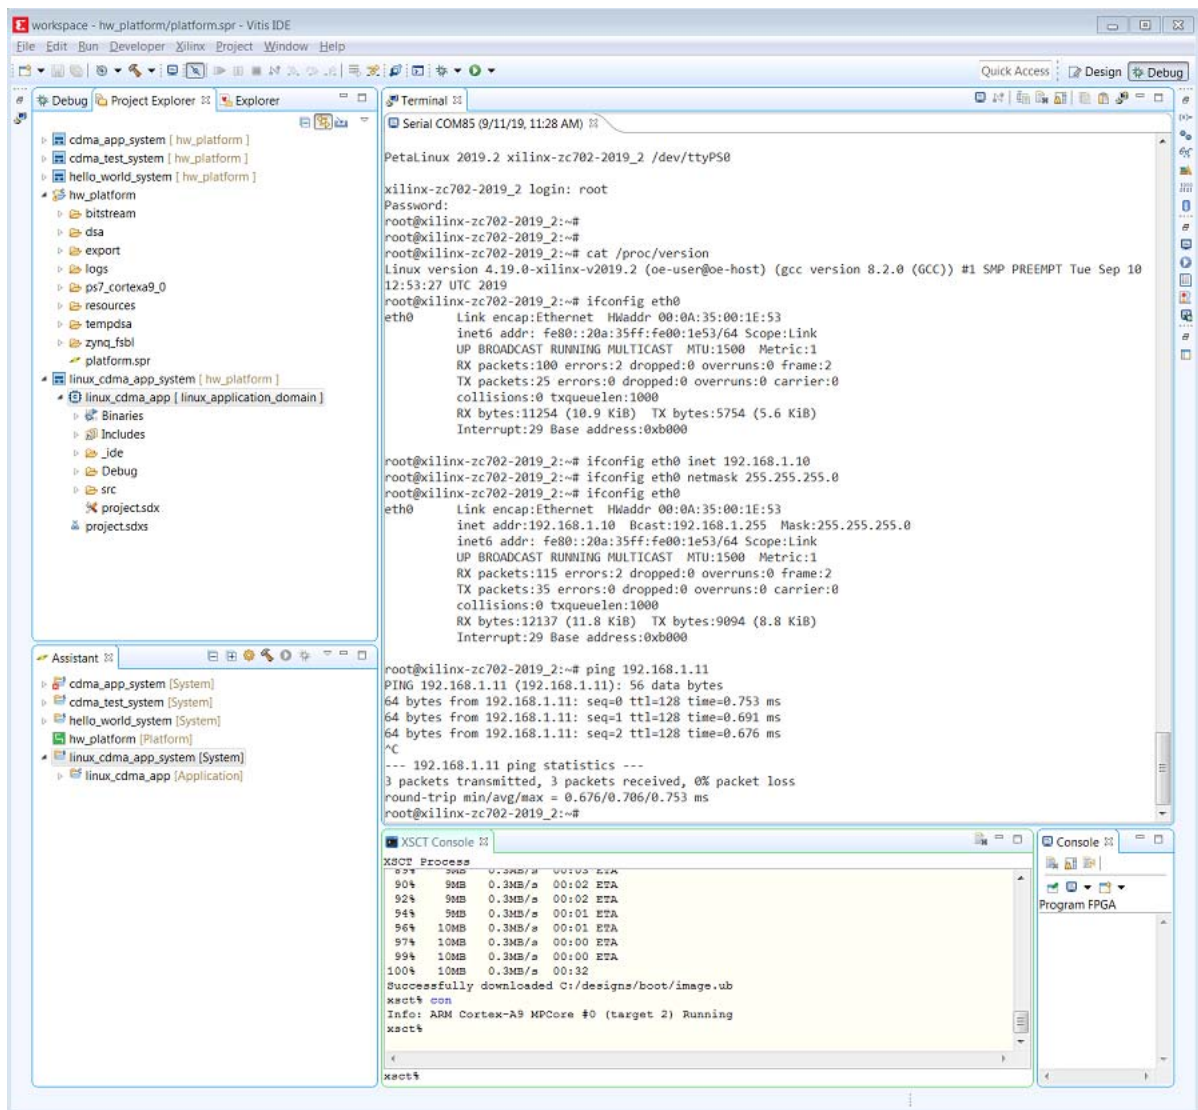 workspace - hw_platform/platform.spr - Vitis IDE
File Edit Run Developer Xilinx Project Window Help
Quick Access Design Debug
Debug Project Explorer Explorer
cdma_app_system [ hw_platform ]
cdma_test_system [ hw_platform ]
hello_world_system [ hw_platform ]
hw_platform
bitstream
dsa
export
logs
ps7_cortexa9_0
resources
tempdsa
zynq_fsbl
platform.spr
linux_cdma_app_system [ hw_platform ]
linux_cdma_app [ linux_application_domain ]
Binaries
Includes
_ide
Debug
src
project.sdx
project.sdxs
Assistant
cdma_app_system [System]
cdma_test_system [System]
hello_world_system [System]
hw_platform [Platform]
linux_cdma_app_system [System]
linux_cdma_app [Application]
Terminal
Serial COM85 (9/11/19, 11:28 AM)
PetaLinux 2019.2 xilinx-zc702-2019_2 /dev/ttyPS0
xilinx-zc702-2019_2 login: root
Password:
root@xilinx-zc702-2019_2:~#
root@xilinx-zc702-2019_2:~#
root@xilinx-zc702-2019_2:~# cat /proc/version
Linux version 4.19.0-xilinx-v2019.2 (oe-user@oe-host) (gcc version 8.2.0 (GCC)) #1 SMP PREEMPT Tue Sep 10
12:53:27 UTC 2019
root@xilinx-zc702-2019_2:~# ifconfig eth0
eth0 Link encap:Ethernet HWaddr 00:0A:35:00:1E:53
inet6 addr: fe80::20a:35ff:fe00:1e53/64 Scope:Link
UP BROADCAST RUNNING MULTICAST MTU:1500 Metric:1
RX packets:100 errors:2 dropped:0 overruns:0 frame:2
TX packets:25 errors:0 dropped:0 overruns:0 carrier:0
collisions:0 txqueuelen:1000
RX bytes:11254 (10.9 KiB) TX bytes:5754 (5.6 KiB)
Interrupt:29 Base address:0xb000
root@xilinx-zc702-2019_2:~# ifconfig eth0 inet 192.168.1.10
root@xilinx-zc702-2019_2:~# ifconfig eth0 netmask 255.255.255.0
root@xilinx-zc702-2019_2:~# ifconfig eth0
eth0 Link encap:Ethernet HWaddr 00:0A:35:00:1E:53
inet addr:192.168.1.10 Bcast:192.168.1.255 Mask:255.255.255.0
inet6 addr: fe80::20a:35ff:fe00:1e53/64 Scope:Link
UP BROADCAST RUNNING MULTICAST MTU:1500 Metric:1
RX packets:115 errors:2 dropped:0 overruns:0 frame:2
TX packets:35 errors:0 dropped:0 overruns:0 carrier:0
collisions:0 txqueuelen:1000
RX bytes:12137 (11.8 KiB) TX bytes:9094 (8.8 KiB)
Interrupt:29 Base address:0xb000
root@xilinx-zc702-2019_2:~# ping 192.168.1.11
PING 192.168.1.11 (192.168.1.11): 56 data bytes
64 bytes from 192.168.1.11: seq=0 ttl=128 time=0.753 ms
64 bytes from 192.168.1.11: seq=1 ttl=128 time=0.691 ms
64 bytes from 192.168.1.11: seq=2 ttl=128 time=0.676 ms
^C
--- 192.168.1.11 ping statistics ---
3 packets transmitted, 3 packets received, 0% packet loss
round-trip min/avg/max = 0.676/0.706/0.753 ms
root@xilinx-zc702-2019_2:~#
XSCT Console
XSCT Process
89% 9MB 0.3MB/s 00:03 ETA
90% 9MB 0.3MB/s 00:02 ETA
92% 9MB 0.3MB/s 00:02 ETA
94% 9MB 0.3MB/s 00:01 ETA
96% 10MB 0.3MB/s 00:01 ETA
97% 10MB 0.3MB/s 00:00 ETA
99% 10MB 0.3MB/s 00:00 ETA
100% 10MB 0.3MB/s 00:32
Successfully downloaded C:/designs/boot/image.ub
xsct% con
Info: ARM Cortex-A9 MPCore #0 (target 2) Running
xsct%
xsct%
Console
Program FPGA